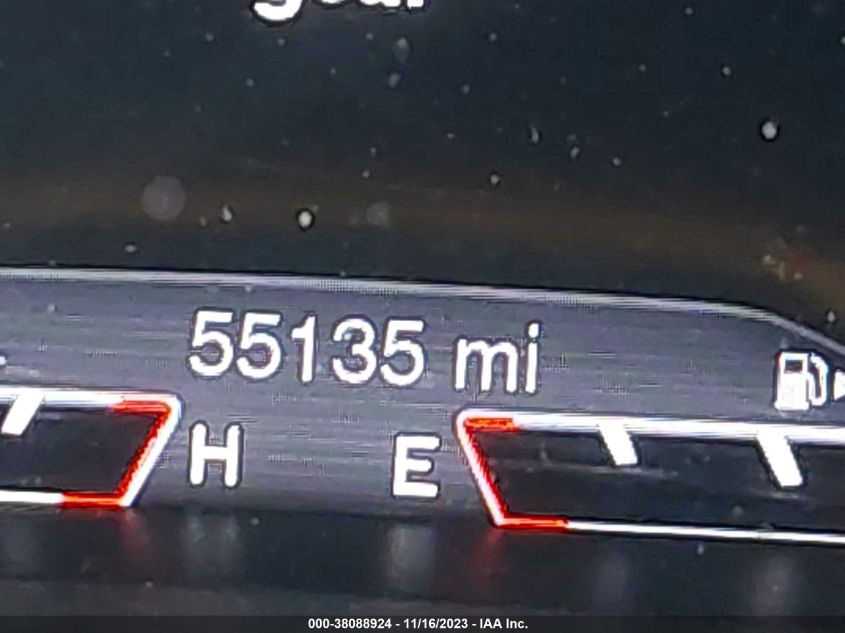 55135 mi
H E
000-38088924 - 11/16/2023 - IAA Inc.